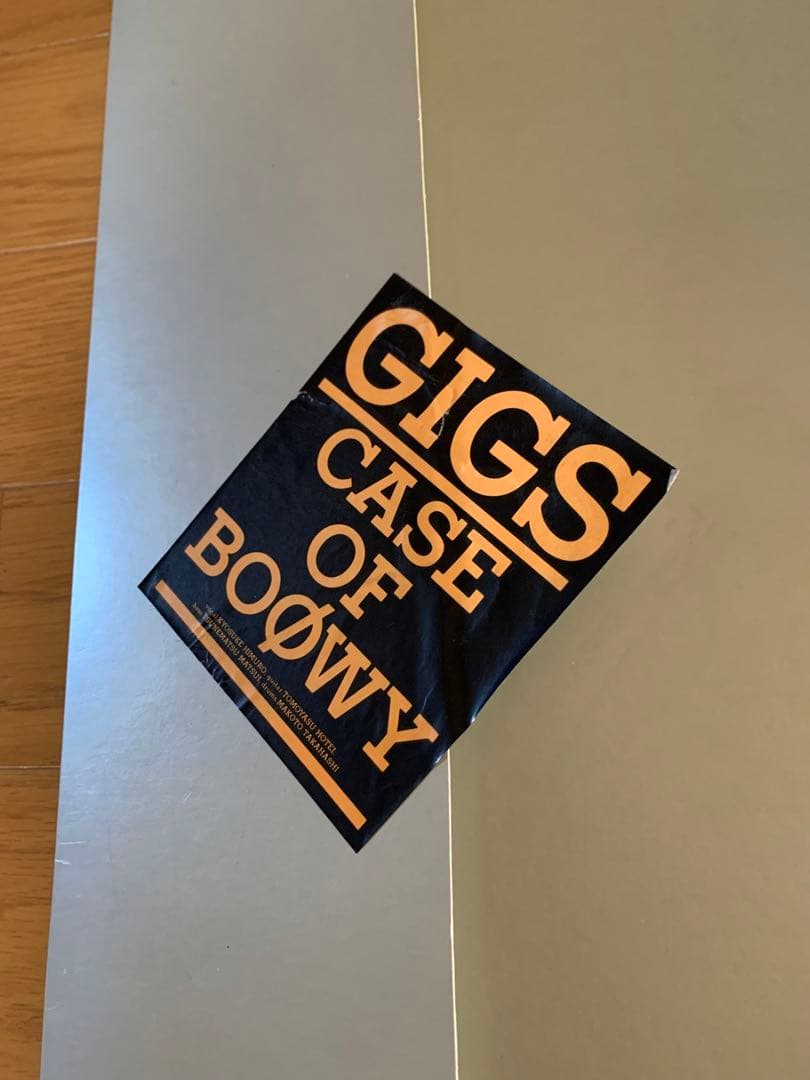 GIGS
CASE
OF
BOØWY
vocal KYOSUKE HIMURO, guitar TOMOYASU HOTEI
bass TSUNEMATSU MATSUI, drums MAKOTO TAKAHASHI